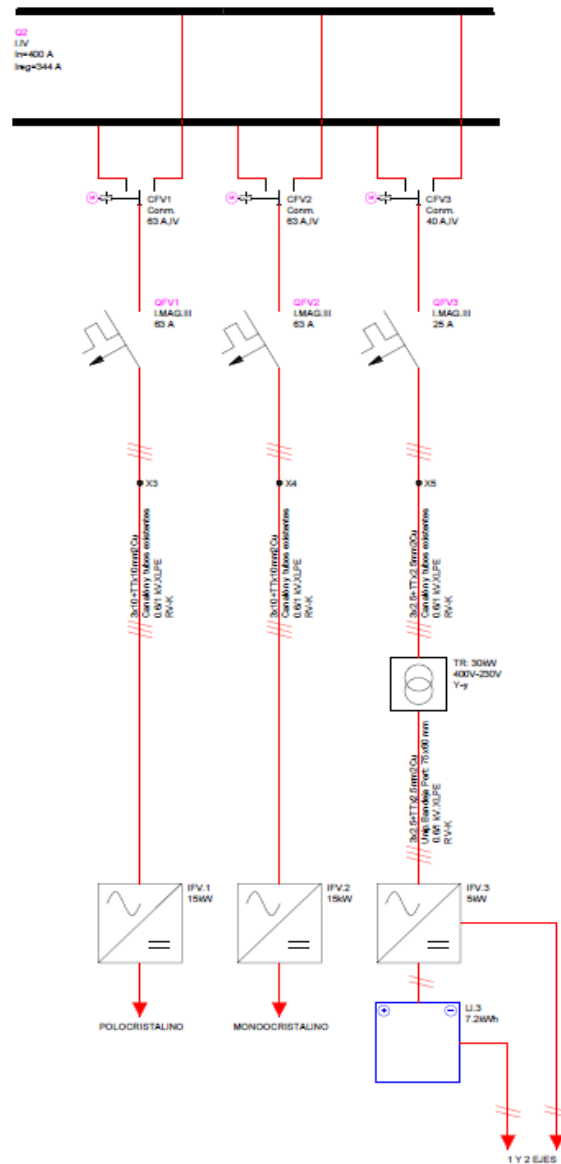 Q2
I.IV
In=400 A
Ireg=344 A
M
CFV1
Conm.
63 A,IV
M
CFV2
Conm.
63 A,IV
M
CFV3
Conm.
40 A,IV
QFV1
I.MAG.III
63 A
QFV2
I.MAG.III
63 A
QFV3
I.MAG.III
25 A
X3
X4
X5
3x10+TTx10mm2Cu
Canalón y tubos existentes
0.6/1 kV.XLPE
RV-K
3x10+TTx10mm2Cu
Canalón y tubos existentes
0.6/1 kV.XLPE
RV-K
3x2.5+TTx2.5mm2Cu
Canalón y tubos existentes
0.6/1 kV.XLPE
RV-K
TR: 30kW
400V-230V
Y-y
3x2.5+TTx2.5mm2Cu
Unip.Bandeja Perf. 75x60 mm
0.6/1 kV.XLPE
RV-K
IFV.1
15kW
IFV.2
15kW
IFV.3
5kW
POLOCRISTALINO
MONOOCRISTALINO
+
-
LI.3
7.2kWh
1 Y 2 EJES